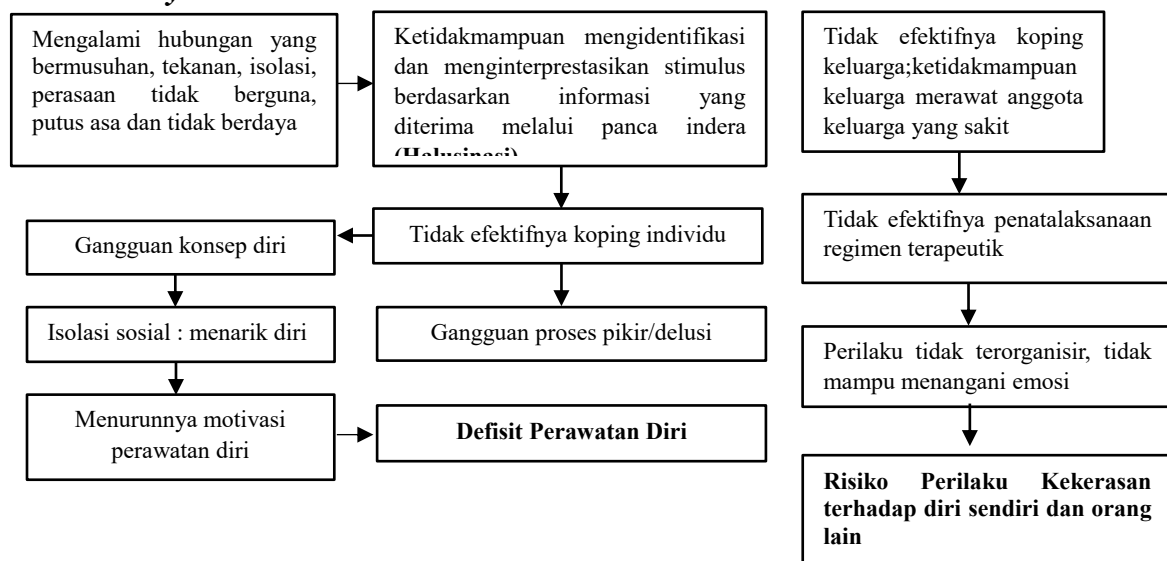 Mengalami hubungan yang
bermusuhan, tekanan, isolasi,
perasaan tidak berguna,
putus asa dan tidak berdaya
Ketidakmampuan mengidentifikasi
dan menginterprestasikan stimulus
berdasarkan informasi yang
diterima melalui panca indera
(Halusinasi)
Tidak efektifnya koping
keluarga;ketidakmampuan
keluarga merawat anggota
keluarga yang sakit
Gangguan konsep diri
Tidak efektifnya koping individu
Tidak efektifnya penatalaksanaan
regimen terapeutik
Isolasi sosial : menarik diri
Gangguan proses pikir/delusi
Perilaku tidak terorganisir, tidak
mampu menangani emosi
Menurunnya motivasi
perawatan diri
Defisit Perawatan Diri
Risiko Perilaku Kekerasan
terhadap diri sendiri dan orang
lain